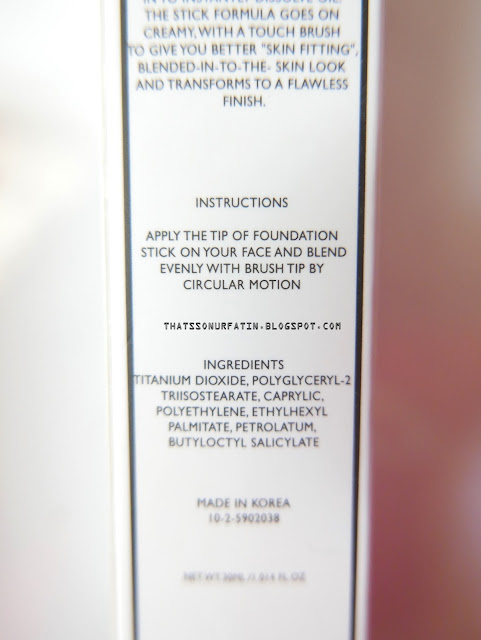 THE STICK FORMULA GOES ON
CREAMY, WITH A TOUCH BRUSH
TO GIVE YOU BETTER "SKIN FITTING",
BLENDED-IN-TO-THE- SKIN LOOK
AND TRANSFORMS TO A FLAWLESS
FINISH.
INSTRUCTIONS
APPLY THE TIP OF FOUNDATION
STICK ON YOUR FACE AND BLEND
EVENLY WITH BRUSH TIP BY
CIRCULAR MOTION
THATSSONURFATIN.BLOGSPOT.COM
INGREDIENTS
TITANIUM DIOXIDE, POLYGLYCERYL-2
TRIISOSTEARATE, CAPRYLIC,
POLYETHYLENE, ETHYLHEXYL
PALMITATE, PETROLATUM,
BUTYLOCTYL SALICYLATE
MADE IN KOREA
10-2-5902038
NET WT